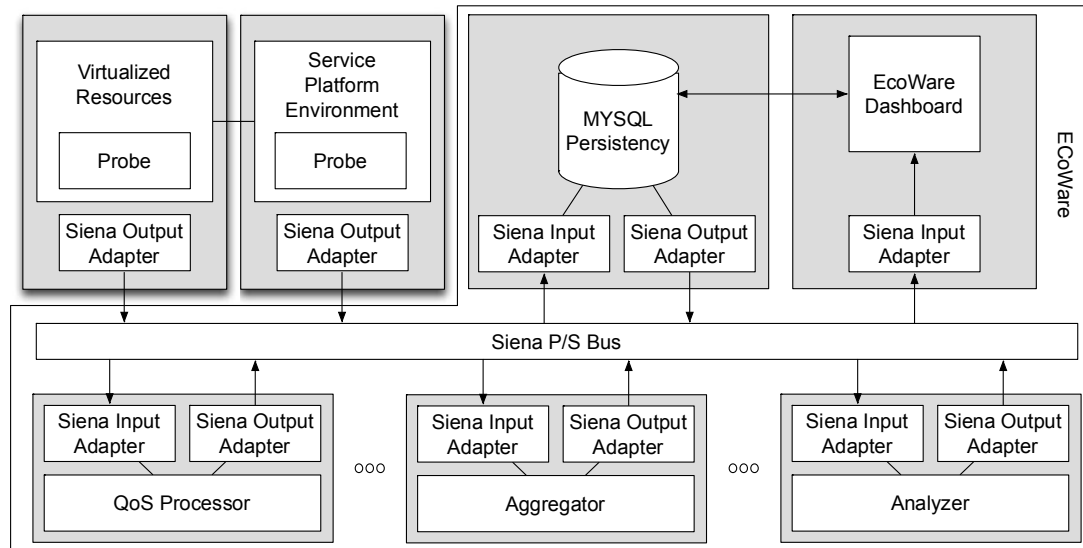 Virtualized
Resources
Probe
Siena Output
Adapter
Service
Platform
Environment
Probe
Siena Output
Adapter
MYSQL
Persistency
Siena Input
Adapter
Siena Output
Adapter
EcoWare
Dashboard
Siena Input
Adapter
ECoWare
Siena P/S Bus
Siena Input
Adapter
Siena Output
Adapter
QoS Processor
Siena Input
Adapter
Siena Output
Adapter
Aggregator
Siena Input
Adapter
Siena Output
Adapter
Analyzer